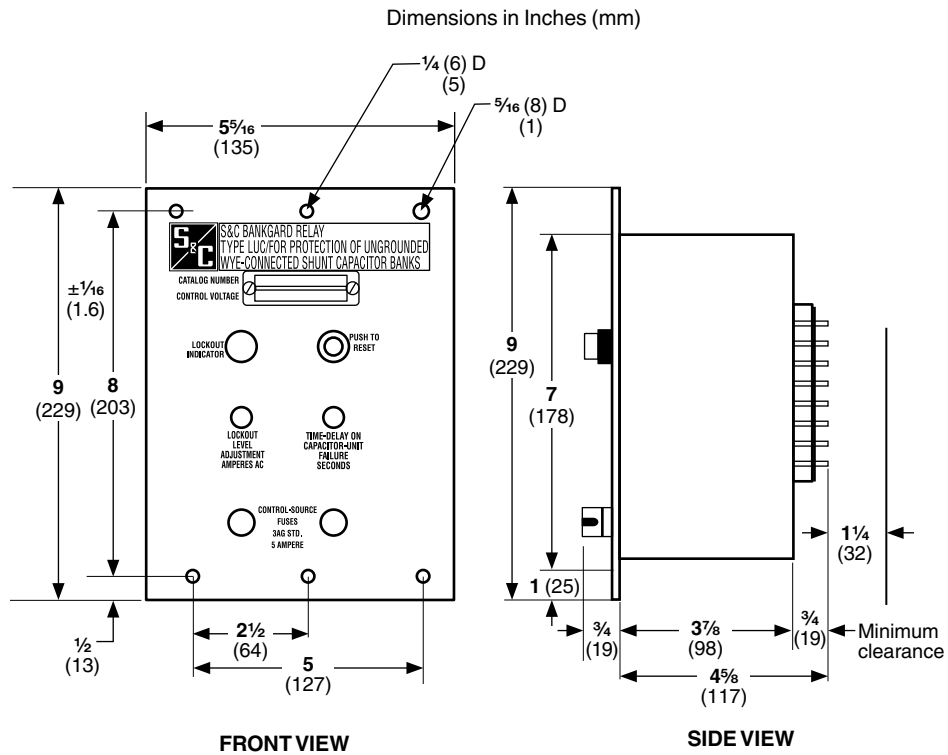 Dimensions in Inches (mm)
¼ (6) D
(5)
5⁄16 (8) D
(1)
5 5⁄16
(135)
S&C
S&C BANKGARD RELAY
TYPE LUC/FOR PROTECTION OF UNGROUNDED
WYE-CONNECTED SHUNT CAPACITOR BANKS
CATALOG NUMBER
CONTROL VOLTAGE
±1⁄16
(1.6)
LOCKOUT
INDICATOR
PUSH TO
RESET
9
(229)
8
(203)
LOCKOUT
LEVEL
ADJUSTMENT
AMPERES AC
TIME-DELAY ON
CAPACITOR-UNIT
FAILURE
SECONDS
CONTROL-SOURCE
FUSES
3AG STD.
5 AMPERE
½
(13)
2½
(64)
5
(127)
FRONT VIEW
9
(229)
7
(178)
1 (25)
1¼
(32)
¾
(19)
3⅞
(98)
¾
(19)
Minimum
clearance
4⅝
(117)
SIDE VIEW